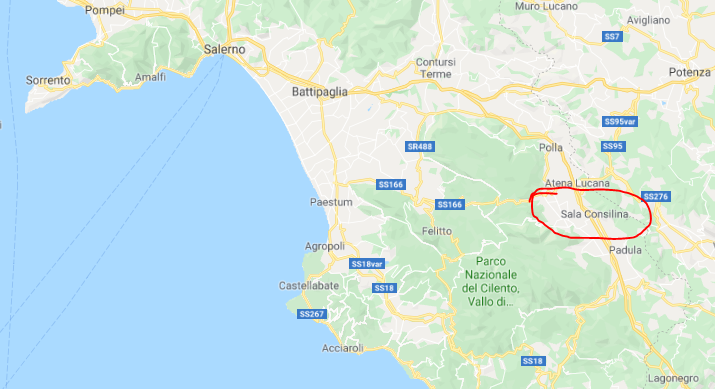 Pompei
Muro Lucano
Avigliano
SS7
Salerno
Contursi
Terme
Potenza
Sorrento
Amalfi
Battipaglia
SS95var
SR488
Polla
SS95
SS166
Atena Lucana
SS276
Paestum
SS166
Sala Consilina
Felitto
Agropoli
Padula
SS18var
Parco
Nazionale
del Cilento,
Vallo di...
Castellabate
SS18
SS267
Acciaroli
SS18
Lagonegro